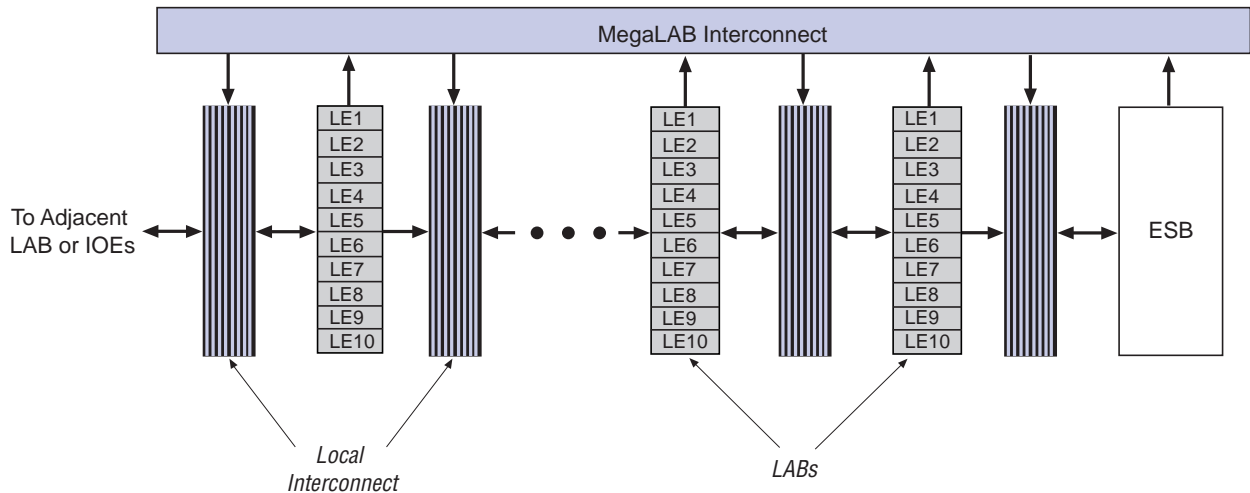 MegaLAB Interconnect
To Adjacent
LAB or IOEs
LE1
LE2
LE3
LE4
LE5
LE6
LE7
LE8
LE9
LE10
LE1
LE2
LE3
LE4
LE5
LE6
LE7
LE8
LE9
LE10
LE1
LE2
LE3
LE4
LE5
LE6
LE7
LE8
LE9
LE10
ESB
Local
Interconnect
LABs